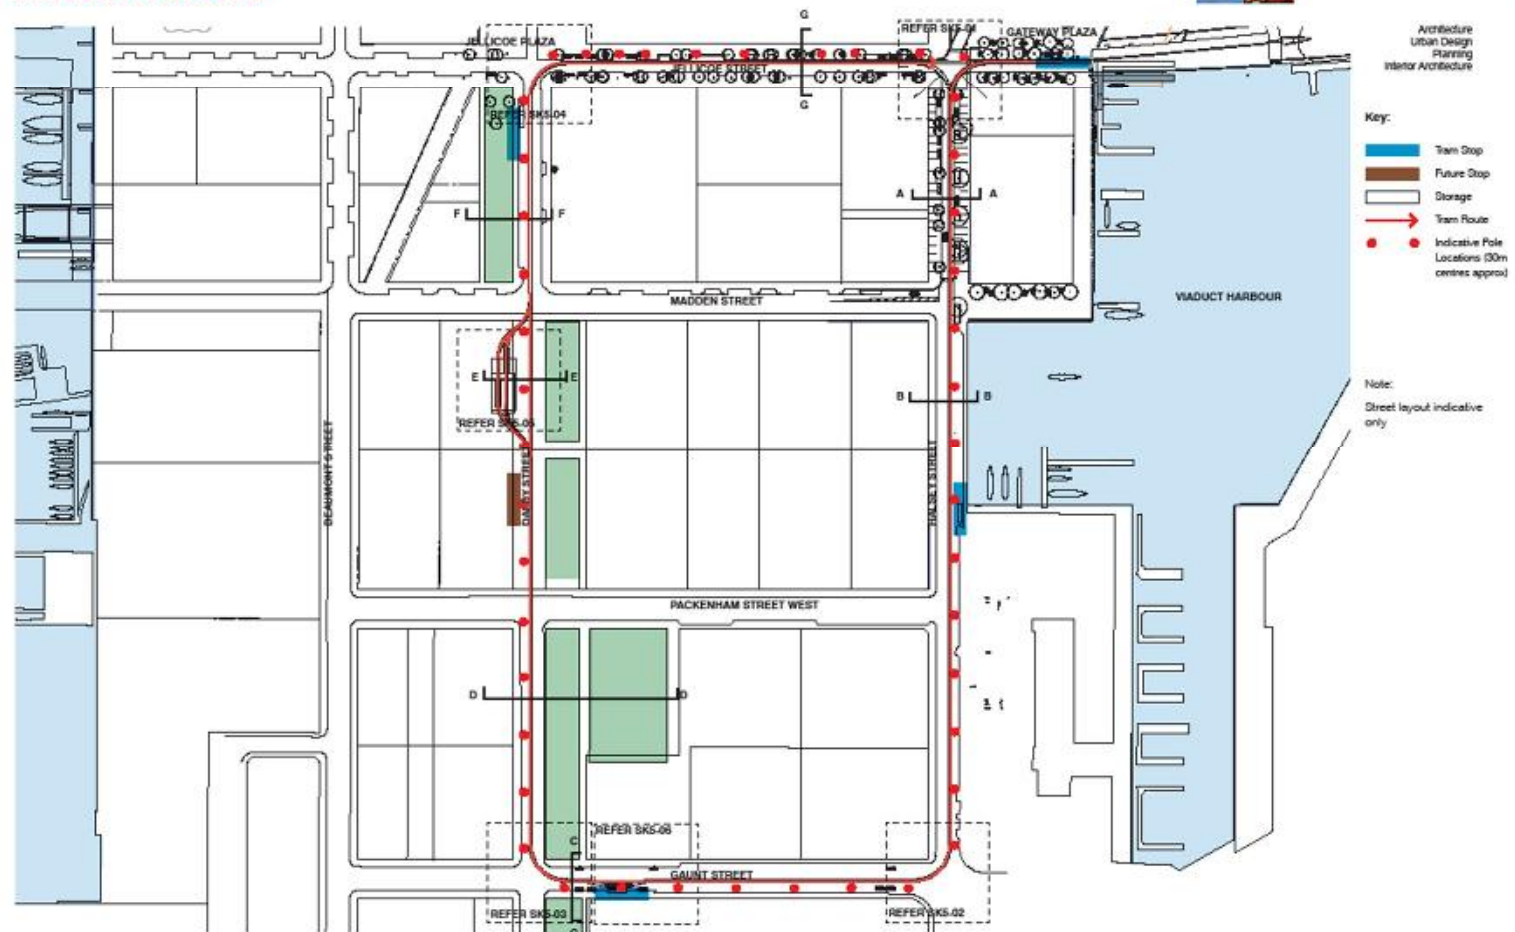 JELLICOE PLAZA
G
REFER SK5-01
GATEWAY PLAZA
JELLICOE STREET
G
REFER SK5-04
F
F
A
A
MADDEN STREET
VIADUCT HARBOUR
E
E
REFER SK5-05
B
B
BEAUMONT STREET
DALDY STREET
HALSEY STREET
PACKENHAM STREET WEST
D
D
REFER SK5-06
C
GAUNT STREET
REFER SK5-03
REFER SK5-02
Architecture
Urban Design
Planning
Interior Architecture
Key:
Tram Stop
Future Stop
Storage
Tram Route
Indicative Pole
Locations (30m
centres approx)
Note:
Street layout indicative
only